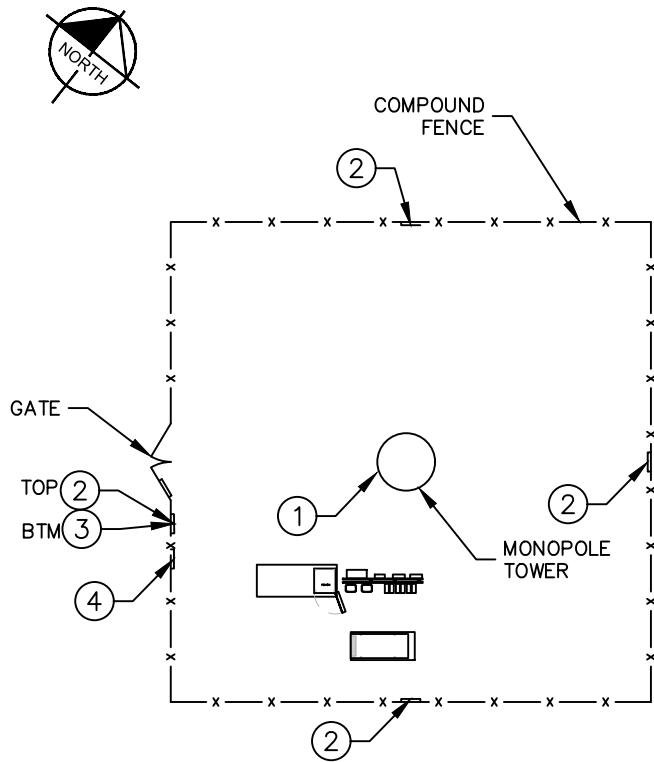 NORTH
COMPOUND
FENCE
2
GATE
TOP 2
BTM 3
1
2
MONOPOLE
TOWER
4
2